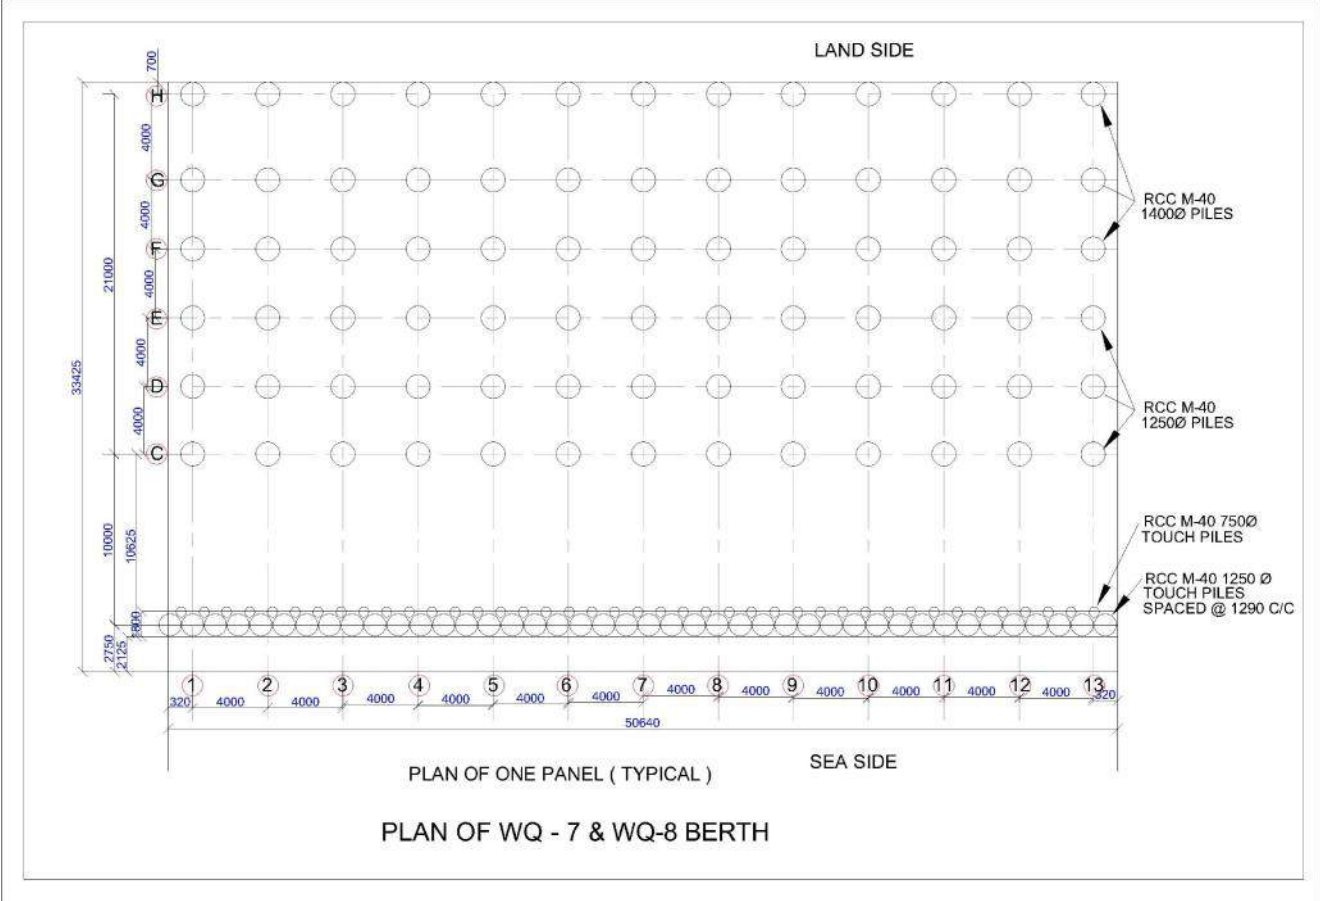 LAND SIDE
700
H
4000
G
4000
F
4000
E
4000
D
4000
C
21000
33425
10000
10625
800
2750
2125
RCC M-40
1400Ø PILES
RCC M-40
1250Ø PILES
RCC M-40 750Ø
TOUCH PILES
RCC M-40 1250 Ø
TOUCH PILES
SPACED @ 1290 C/C
1 2 3 4 5 6 7 8 9 10 11 12 13
320 4000 4000 4000 4000 4000 4000 4000 4000 4000 4000 4000 4000 320
50640
SEA SIDE
PLAN OF ONE PANEL ( TYPICAL )
PLAN OF WQ - 7 & WQ-8 BERTH